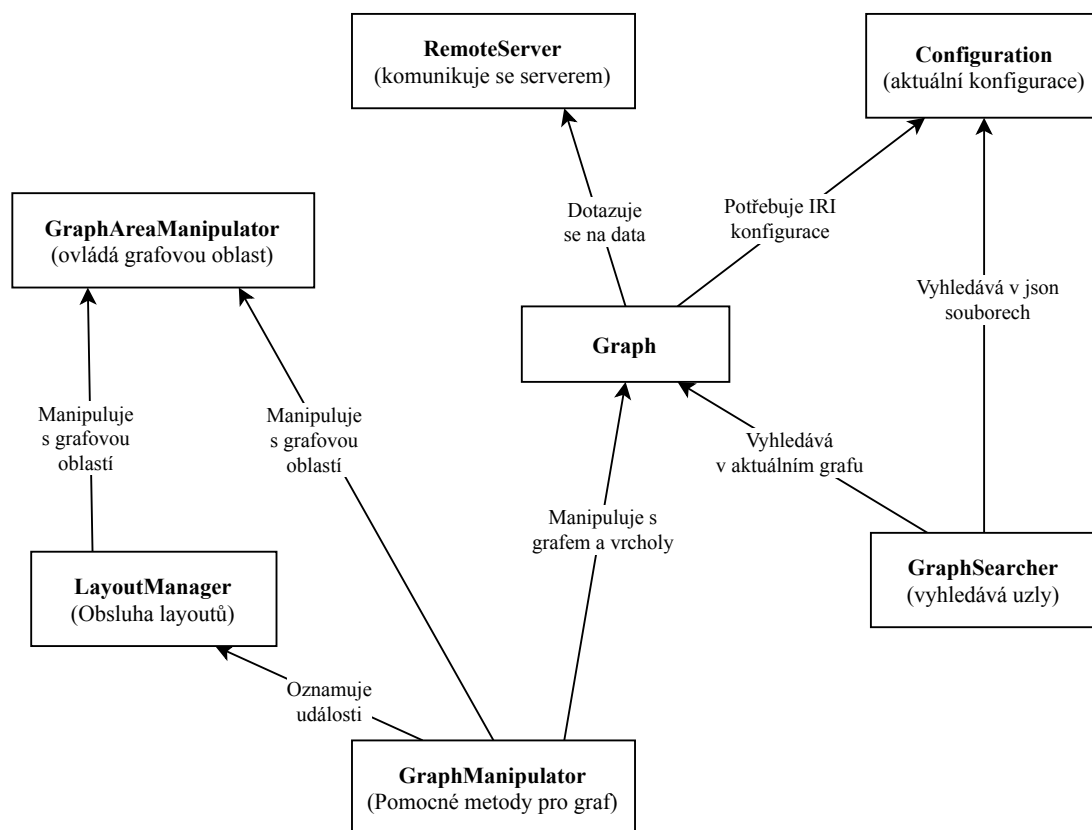 RemoteServer
(komunikuje se serverem)
Configuration
(aktuální konfigurace)
GraphAreaManipulator
(ovládá grafovou oblast)
Dotazuje
se na data
Potřebuje IRI
konfigurace
Vyhledává v json
souborech
Graph
Manipuluje
s grafovou
oblastí
Manipuluje
s grafovou
oblastí
Vyhledává
v aktuálním grafu
Manipuluje s
grafem a vrcholy
LayoutManager
(Obsluha layoutů)
GraphSearcher
(vyhledává uzly)
Oznamuje
události
GraphManipulator
(Pomocné metody pro graf)